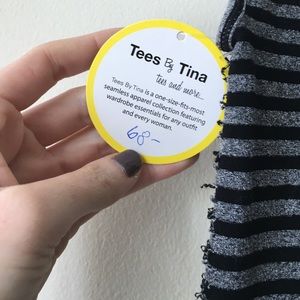 Tees By Tina
tees and more...
Tees By Tina is a one-size-fits-most
seamless apparel collection featuring
wardrobe essentials for any outfit
and every woman.
68-